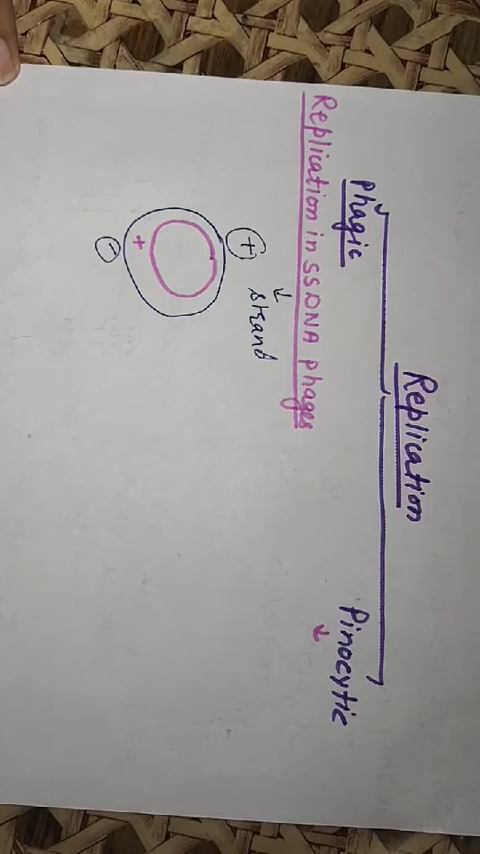 Replication
Phagic
Pinocytic
↓
Replication in SSDNA phages
↓
+ strand
+
-